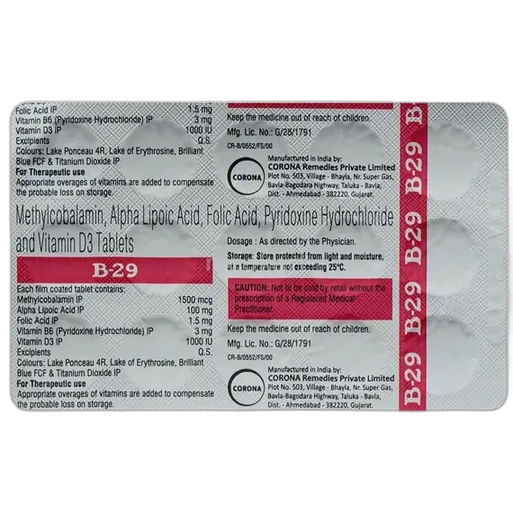 Folic Acid IP 1.5 mg
Vitamin B6 (Pyridoxine Hydrochloride) IP 3 mg
Vitamin D3 IP 1000 IU
Excipients Q.S.
Colours: Lake Ponceau 4R, Lake of Erythrosine, Brilliant
Blue FCF & Titanium Dioxide IP
For Therapeutic use
Appropriate overages of vitamins are added to compensate
the probable loss on storage.
Keep the medicine out of reach of children.
Mfg. Lic. No.: G/28/1791
CR-B/0552/FS/00
CORONA
Manufactured in India by:
CORONA Remedies Private Limited
Plot No. 503, Village - Bhayla, Nr. Super Gas,
Bavla-Bagodara Highway, Taluka - Bavla,
Dist. - Ahmedabad - 382220, Gujarat.
Methylcobalamin, Alpha Lipoic Acid, Folic Acid, Pyridoxine Hydrochloride
and Vitamin D3 Tablets
B-29
Each film coated tablet contains:
Methylcobalamin IP 1500 mcg
Alpha Lipoic Acid IP 100 mg
Folic Acid IP 1.5 mg
Vitamin B6 (Pyridoxine Hydrochloride) IP 3 mg
Vitamin D3 IP 1000 IU
Excipients Q.S.
Colours: Lake Ponceau 4R, Lake of Erythrosine, Brilliant
Blue FCF & Titanium Dioxide IP
For Therapeutic use
Appropriate overages of vitamins are added to compensate
the probable loss on storage.
Dosage : As directed by the Physician.
Storage: Store protected from light and moisture,
at a temperature not exceeding 25°C.
CAUTION: Not to be sold by retail without the
prescription of a Registered Medical
Practitioner.
Keep the medicine out of reach of children.
Mfg. Lic. No.: G/28/1791
CR-B/0552/FS/00
CORONA
Manufactured in India by:
CORONA Remedies Private Limited
Plot No. 503, Village - Bhayla, Nr. Super Gas,
Bavla-Bagodara Highway, Taluka - Bavla,
Dist. - Ahmedabad - 382220, Gujarat.
B-29
B-29
B-29
B-29